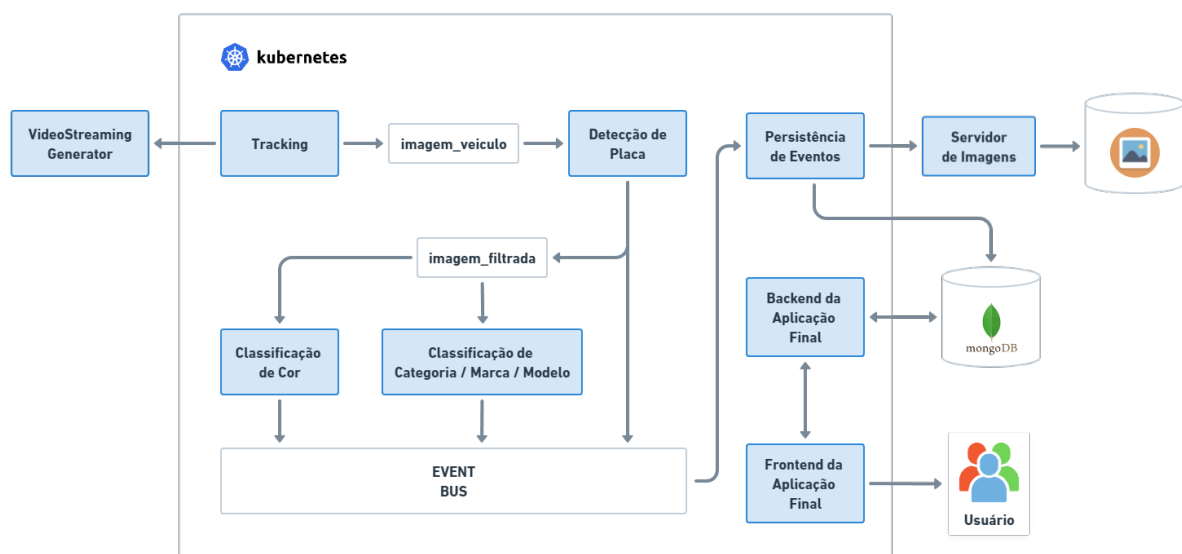 kubernetes
VideoStreaming
Generator
Tracking
imagem_veiculo
Detecção de
Placa
Persistência
de Eventos
Servidor
de Imagens
imagem_filtrada
Classificação
de Cor
Classificação de
Categoria / Marca / Modelo
Backend da
Aplicação
Final
mongoDB
EVENT
BUS
Frontend da
Aplicação
Final
Usuário